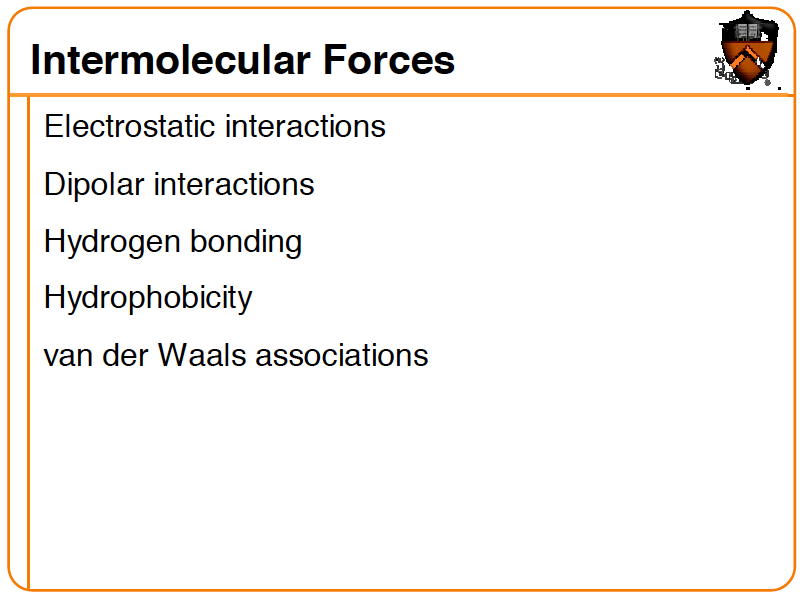 Intermolecular Forces
Electrostatic interactions
Dipolar interactions
Hydrogen bonding
Hydrophobicity
van der Waals associations